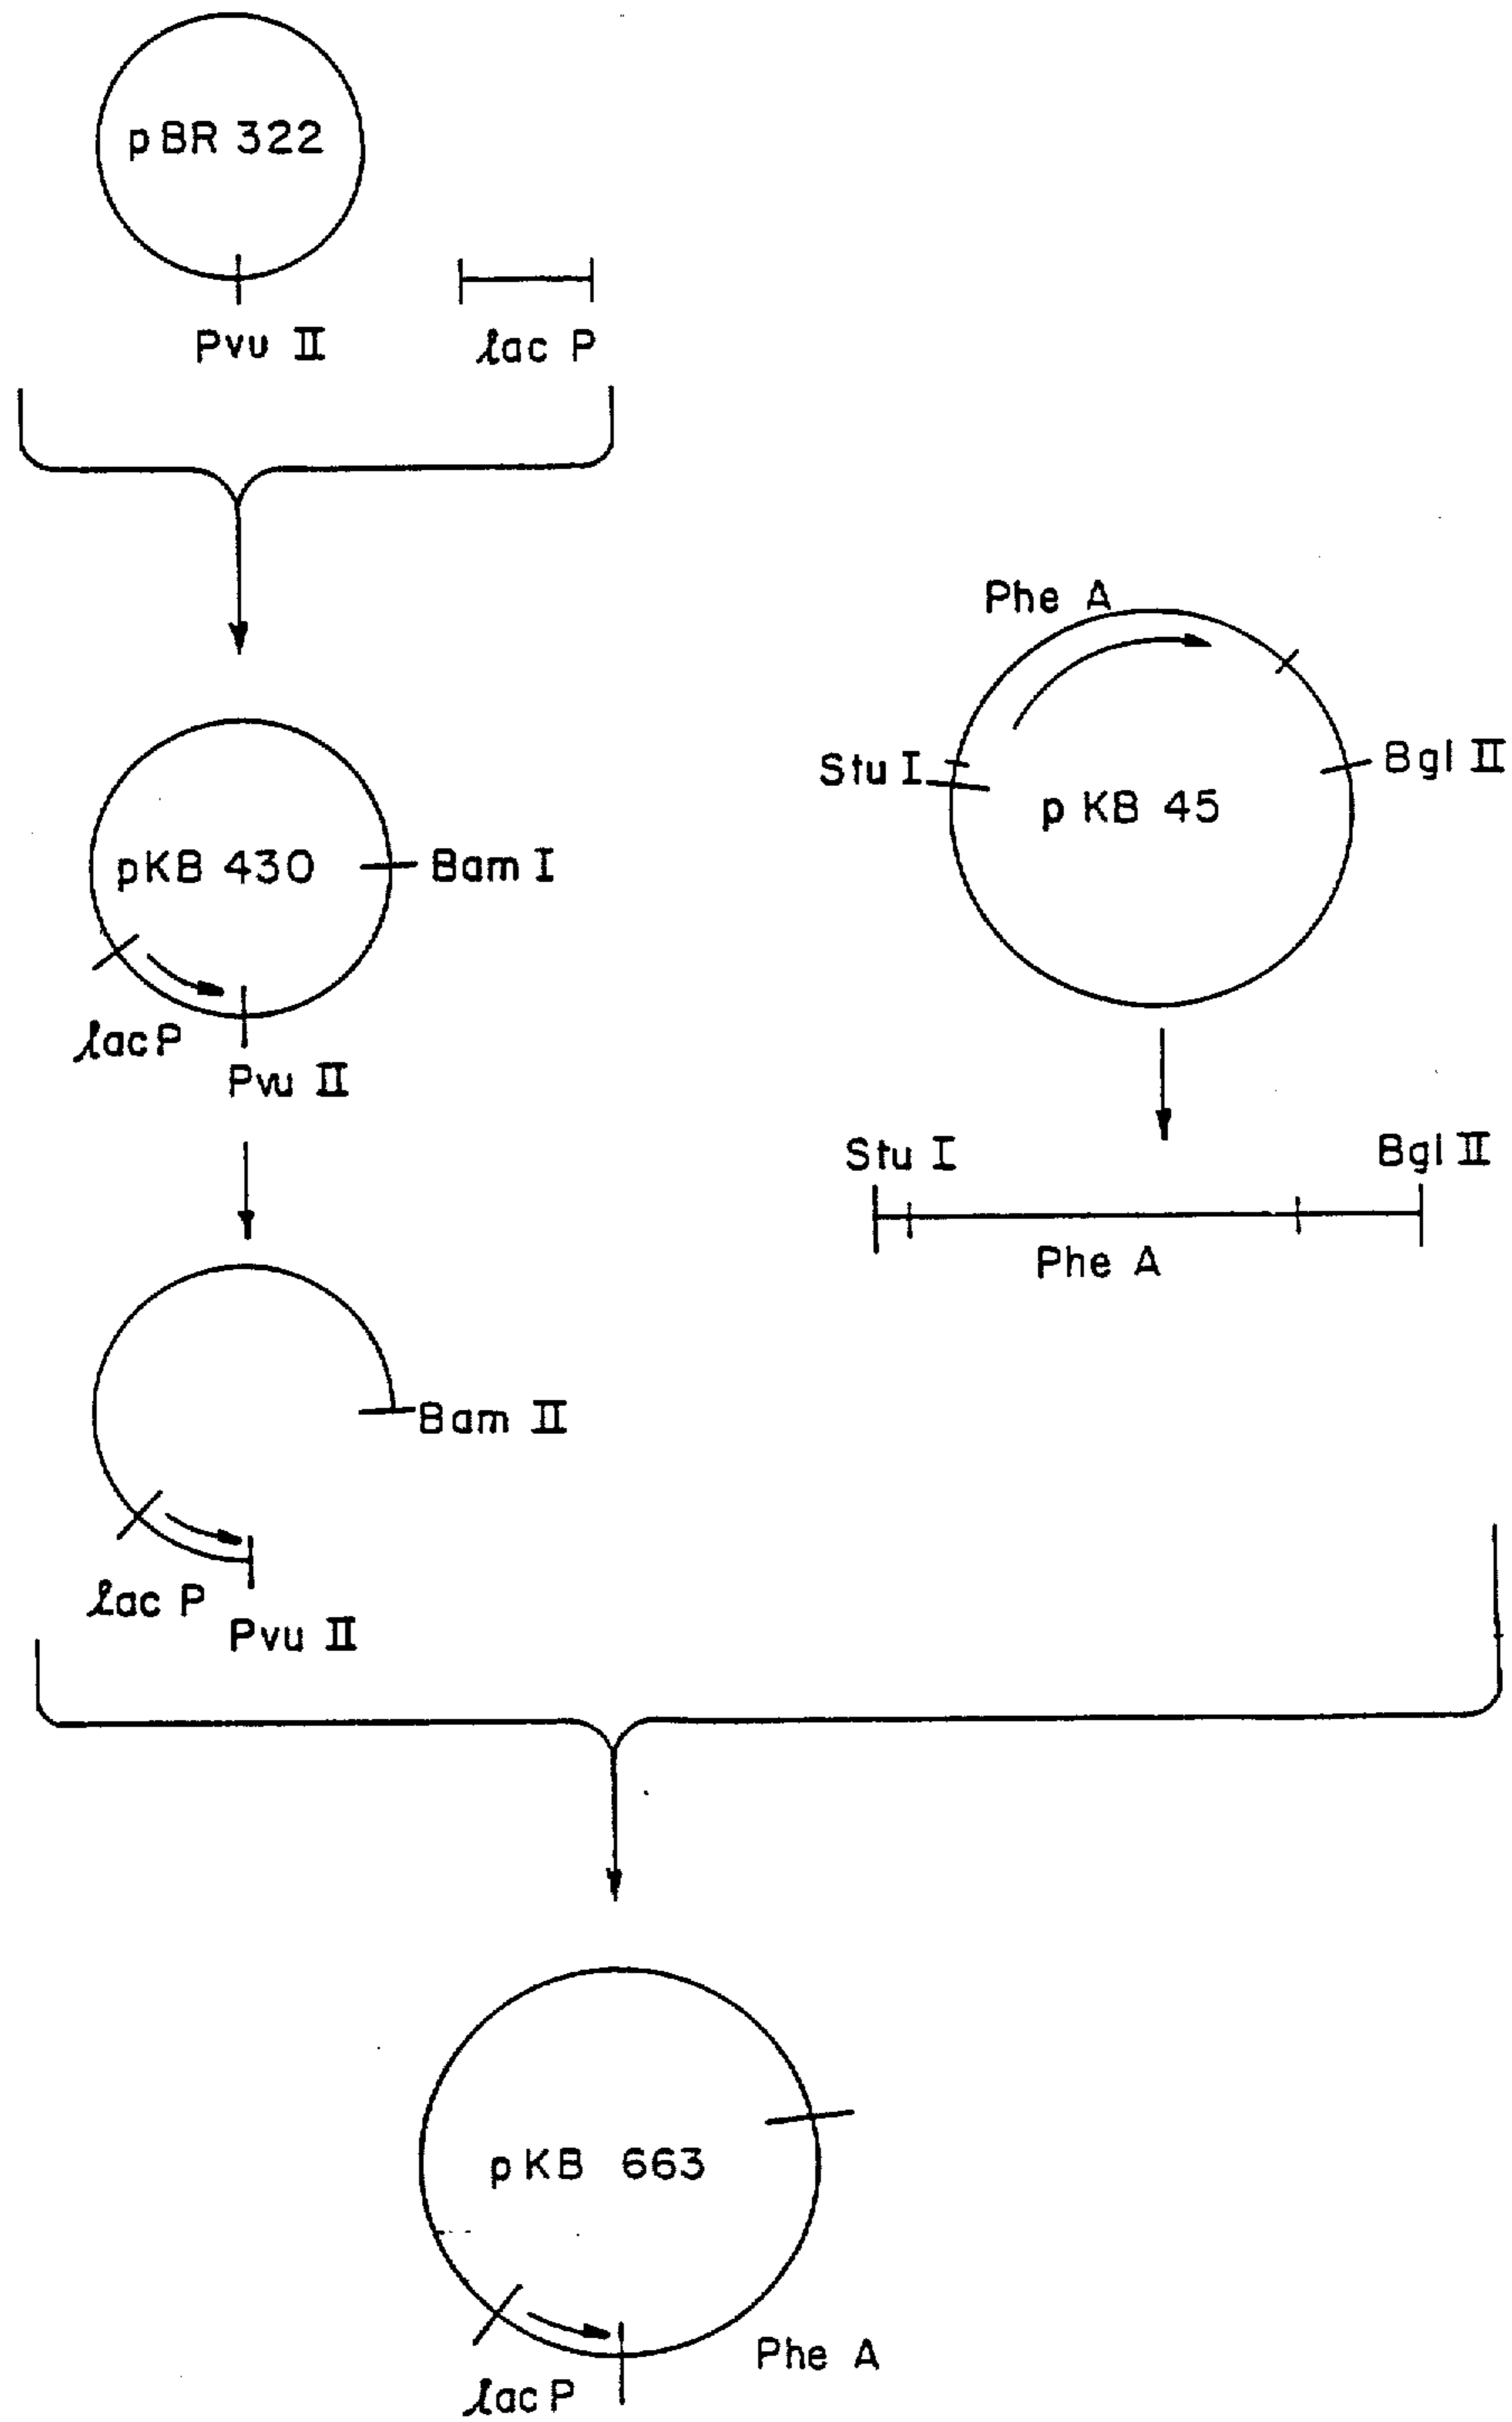 pBR 322
Pvu II
lac P
Phe A
Stu I
Bgl II
pKB 45
pKB 430
Bam I
lac P
Pvu II
Stu I
Bgl II
Phe A
Bam II
lac P
Pvu II
pKB 663
Phe A
lac P